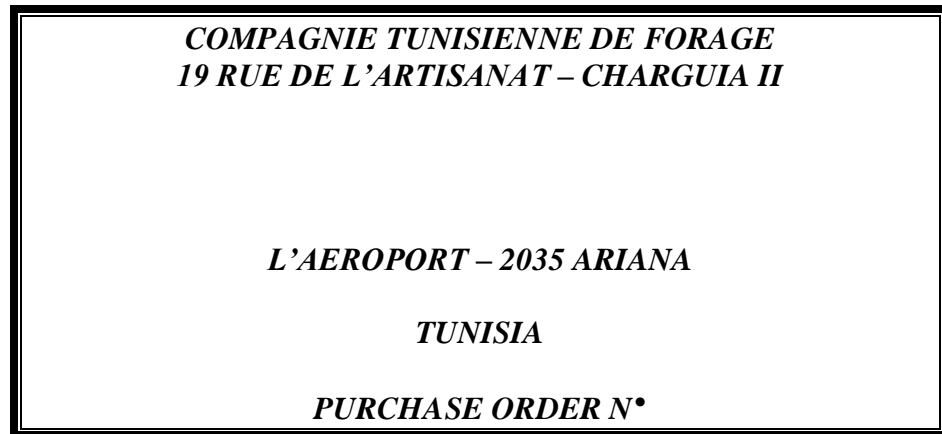 COMPAGNIE TUNISIENNE DE FORAGE
19 RUE DE L’ARTISANAT – CHARGUIA II
L’AEROPORT – 2035 ARIANA
TUNISIA
PURCHASE ORDER N•